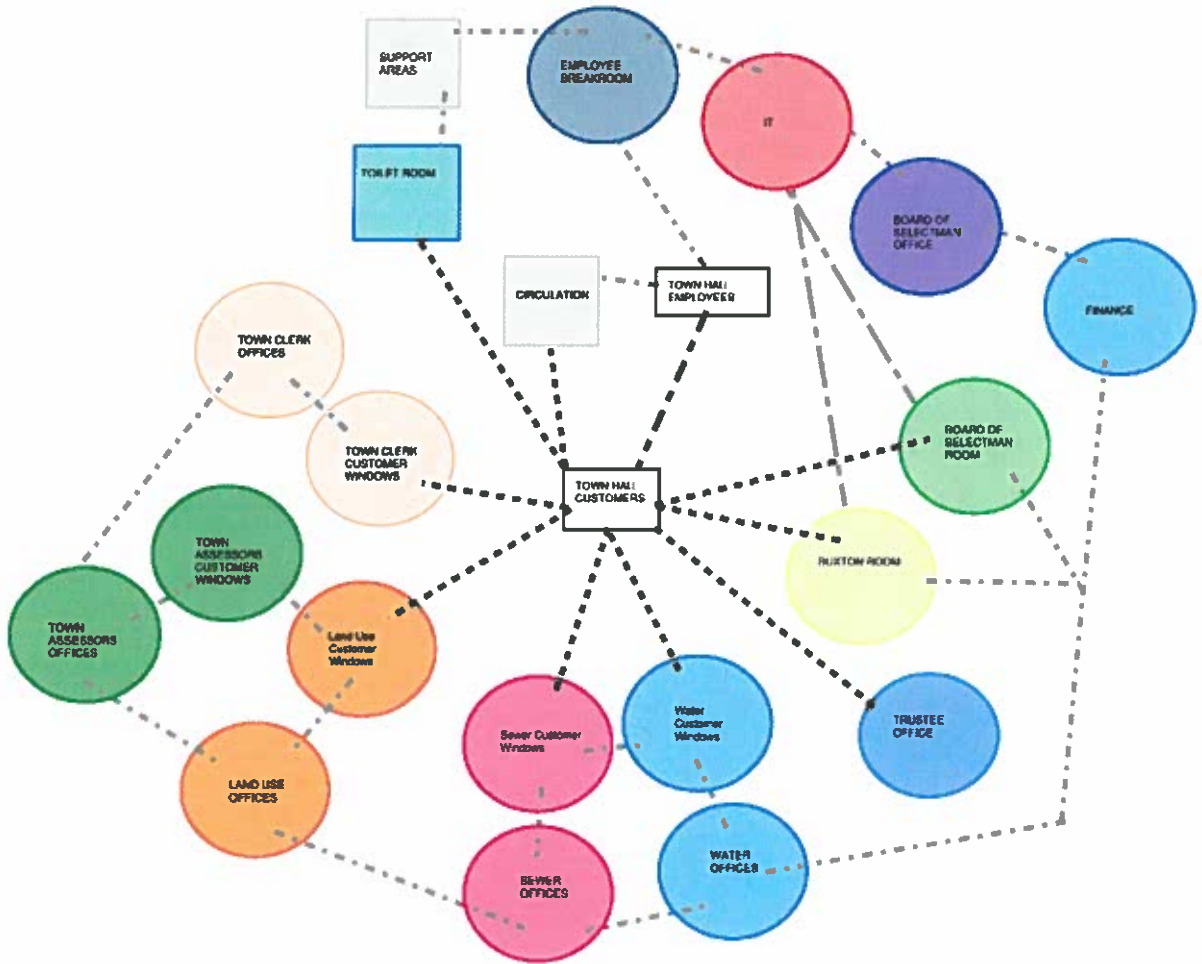 SUPPORT
AREAS
EMPLOYEE
BREAKROOM
IT
TOILET ROOM
BOARD OF
SELECTMAN
OFFICE
CIRCULATION
TOWN HALL
EMPLOYEES
FINANCE
TOWN CLERK
OFFICES
TOWN CLERK
CUSTOMER
WINDOWS
BOARD OF
SELECTMAN
ROOM
TOWN HALL
CUSTOMERS
TOWN
ASSESSORS
CUSTOMER
WINDOWS
RUXTON ROOM
TOWN
ASSESSORS
OFFICES
Land Use
Customer
Windows
Sewer Customer
Windows
Water
Customer
Windows
TRUSTEE
OFFICE
LAND USE
OFFICES
SEWER
OFFICES
WATER
OFFICES